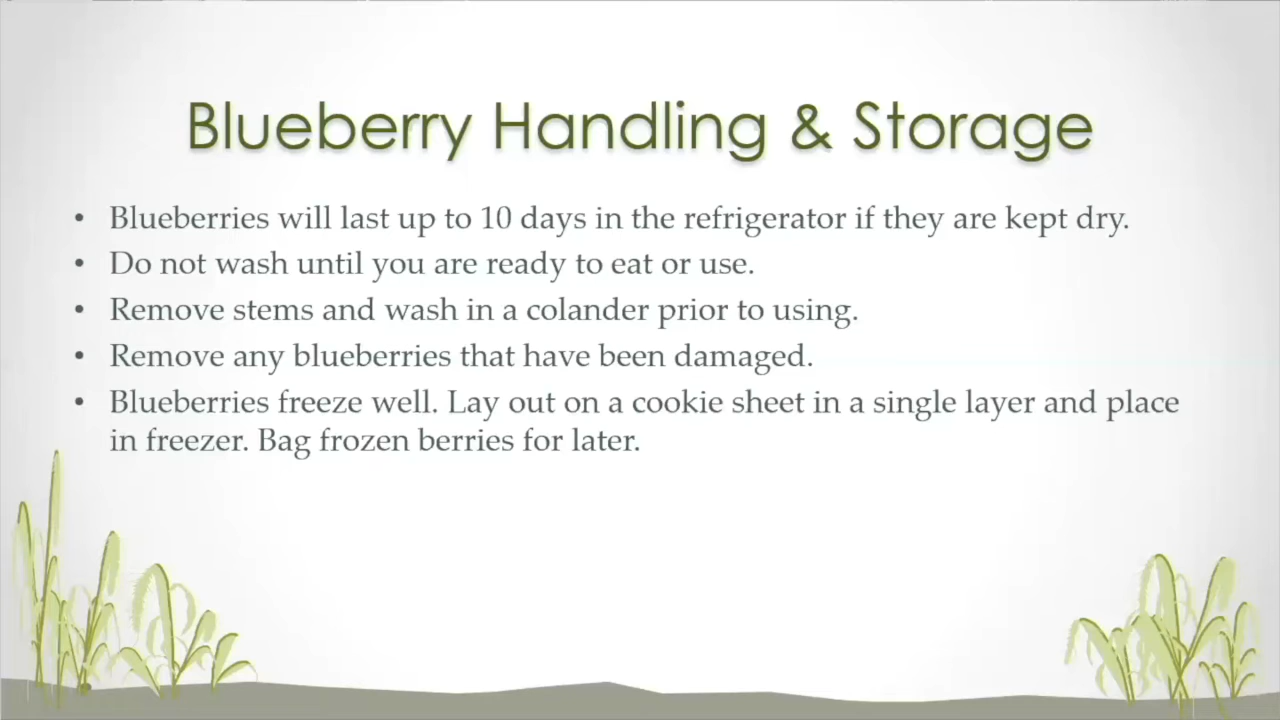 Blueberry Handling & Storage
• Blueberries will last up to 10 days in the refrigerator if they are kept dry.
• Do not wash until you are ready to eat or use.
• Remove stems and wash in a colander prior to using.
• Remove any blueberries that have been damaged.
• Blueberries freeze well. Lay out on a cookie sheet in a single layer and place
in freezer. Bag frozen berries for later.